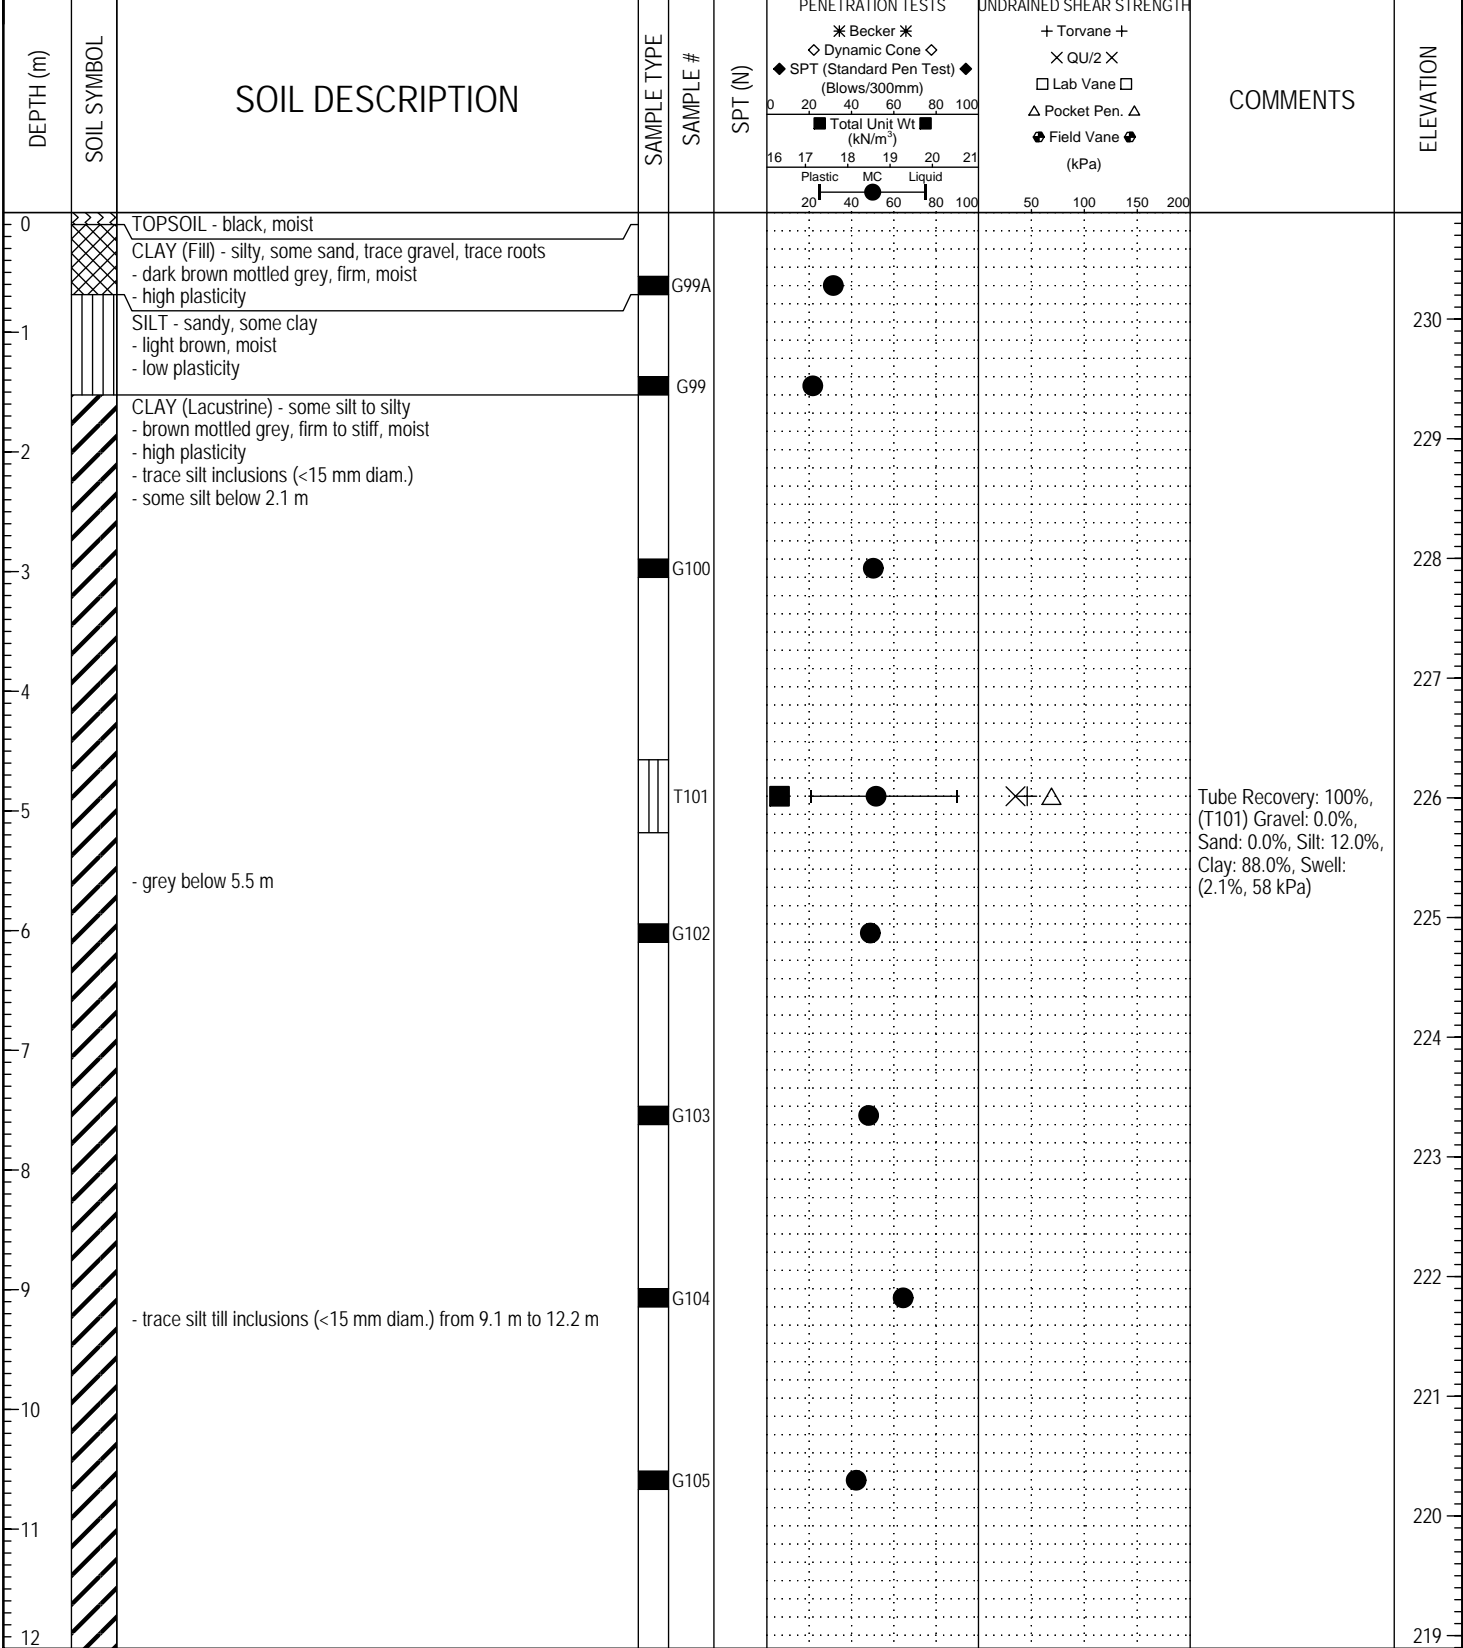 DEPTH (m)
SOIL SYMBOL
SOIL DESCRIPTION
SAMPLE TYPE
SAMPLE #
SPT (N)
PENETRATION TESTS
✳ Becker ✳
◇ Dynamic Cone ◇
◆ SPT (Standard Pen Test) ◆
(Blows/300mm)
0 20 40 60 80 100
■ Total Unit Wt ■
(kN/m³)
16 17 18 19 20 21
Plastic MC Liquid
20 40 60 80 100
UNDRAINED SHEAR STRENGTH
+ Torvane +
× QU/2 ×
□ Lab Vane □
△ Pocket Pen. △
Field Vane
(kPa)
50 100 150 200
COMMENTS
ELEVATION
0
TOPSOIL - black, moist
CLAY (Fill) - silty, some sand, trace gravel, trace roots
- dark brown mottled grey, firm, moist
- high plasticity
G99A
SILT - sandy, some clay
- light brown, moist
- low plasticity
1
230
G99
CLAY (Lacustrine) - some silt to silty
- brown mottled grey, firm to stiff, moist
- high plasticity
- trace silt inclusions (<15 mm diam.)
- some silt below 2.1 m
2
229
3
G100
228
4
227
5
T101
226
Tube Recovery: 100%,
(T101) Gravel: 0.0%,
Sand: 0.0%, Silt: 12.0%,
Clay: 88.0%, Swell:
(2.1%, 58 kPa)
- grey below 5.5 m
6
G102
225
7
224
G103
8
223
9
G104
222
- trace silt till inclusions (<15 mm diam.) from 9.1 m to 12.2 m
10
221
G105
11
220
12
219